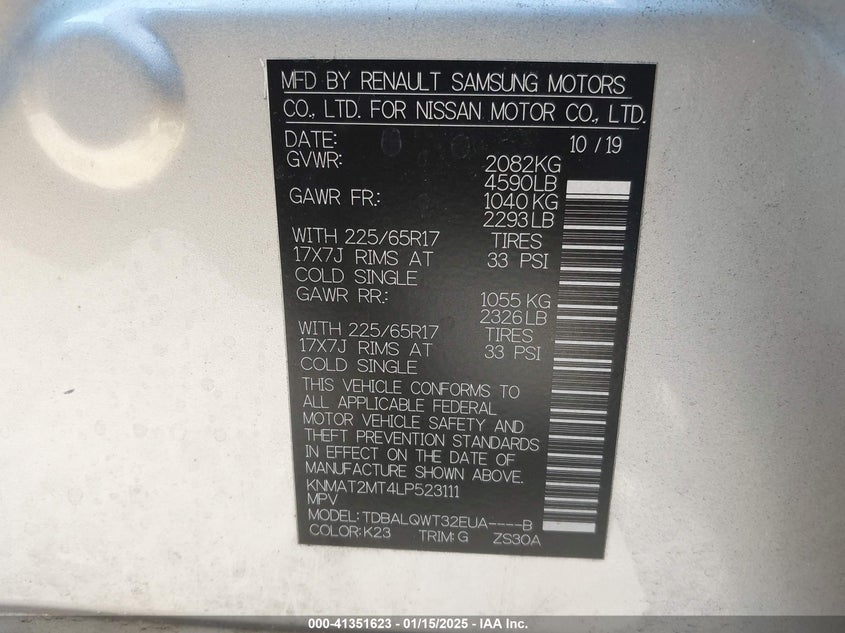 MFD BY RENAULT SAMSUNG MOTORS
CO., LTD. FOR NISSAN MOTOR CO., LTD.
DATE: 10 / 19
GVWR: 2082KG
4590LB
GAWR FR.: 1040 KG
2293 LB
WITH 225/65R17 TIRES
17X7J RIMS AT 33 PSI
COLD SINGLE
GAWR RR.: 1055 KG
2326 LB
WITH 225/65R17 TIRES
17X7J RIMS AT 33 PSI
COLD SINGLE
THIS VEHICLE CONFORMS TO
ALL APPLICABLE FEDERAL
MOTOR VEHICLE SAFETY AND
THEFT PREVENTION STANDARDS
IN EFFECT ON THE DATE OF
MANUFACTURE SHOWN ABOVE.
KNMAT2MT4LP523111
MPV
MODEL: TDBALQWT32EUA----B
COLOR: K23 TRIM: G ZS30A
000-41351623 - 01/15/2025 - IAA Inc.